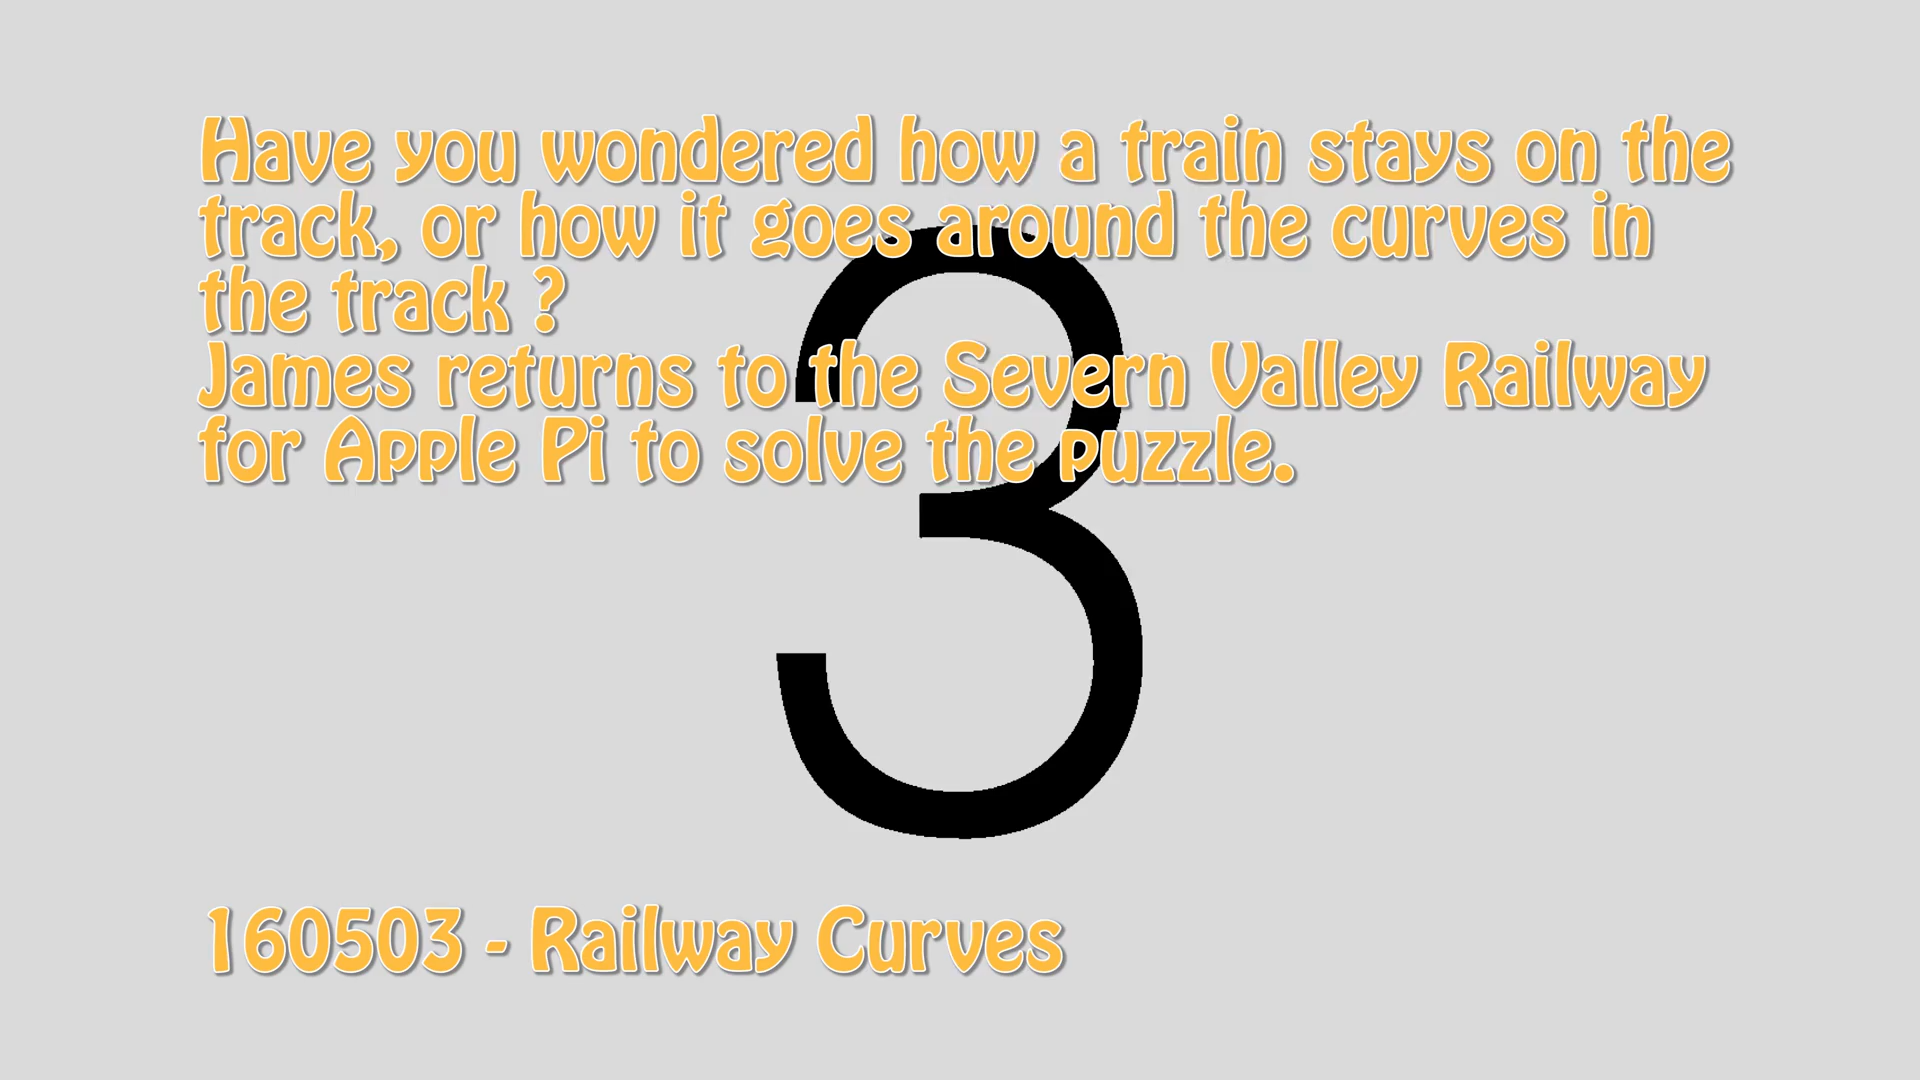 Have you wondered how a train stays on the
track, or how it goes around the curves in
the track ?
James returns to the Severn Valley Railway
for Apple Pi to solve the puzzle.
3
160503 - Railway Curves